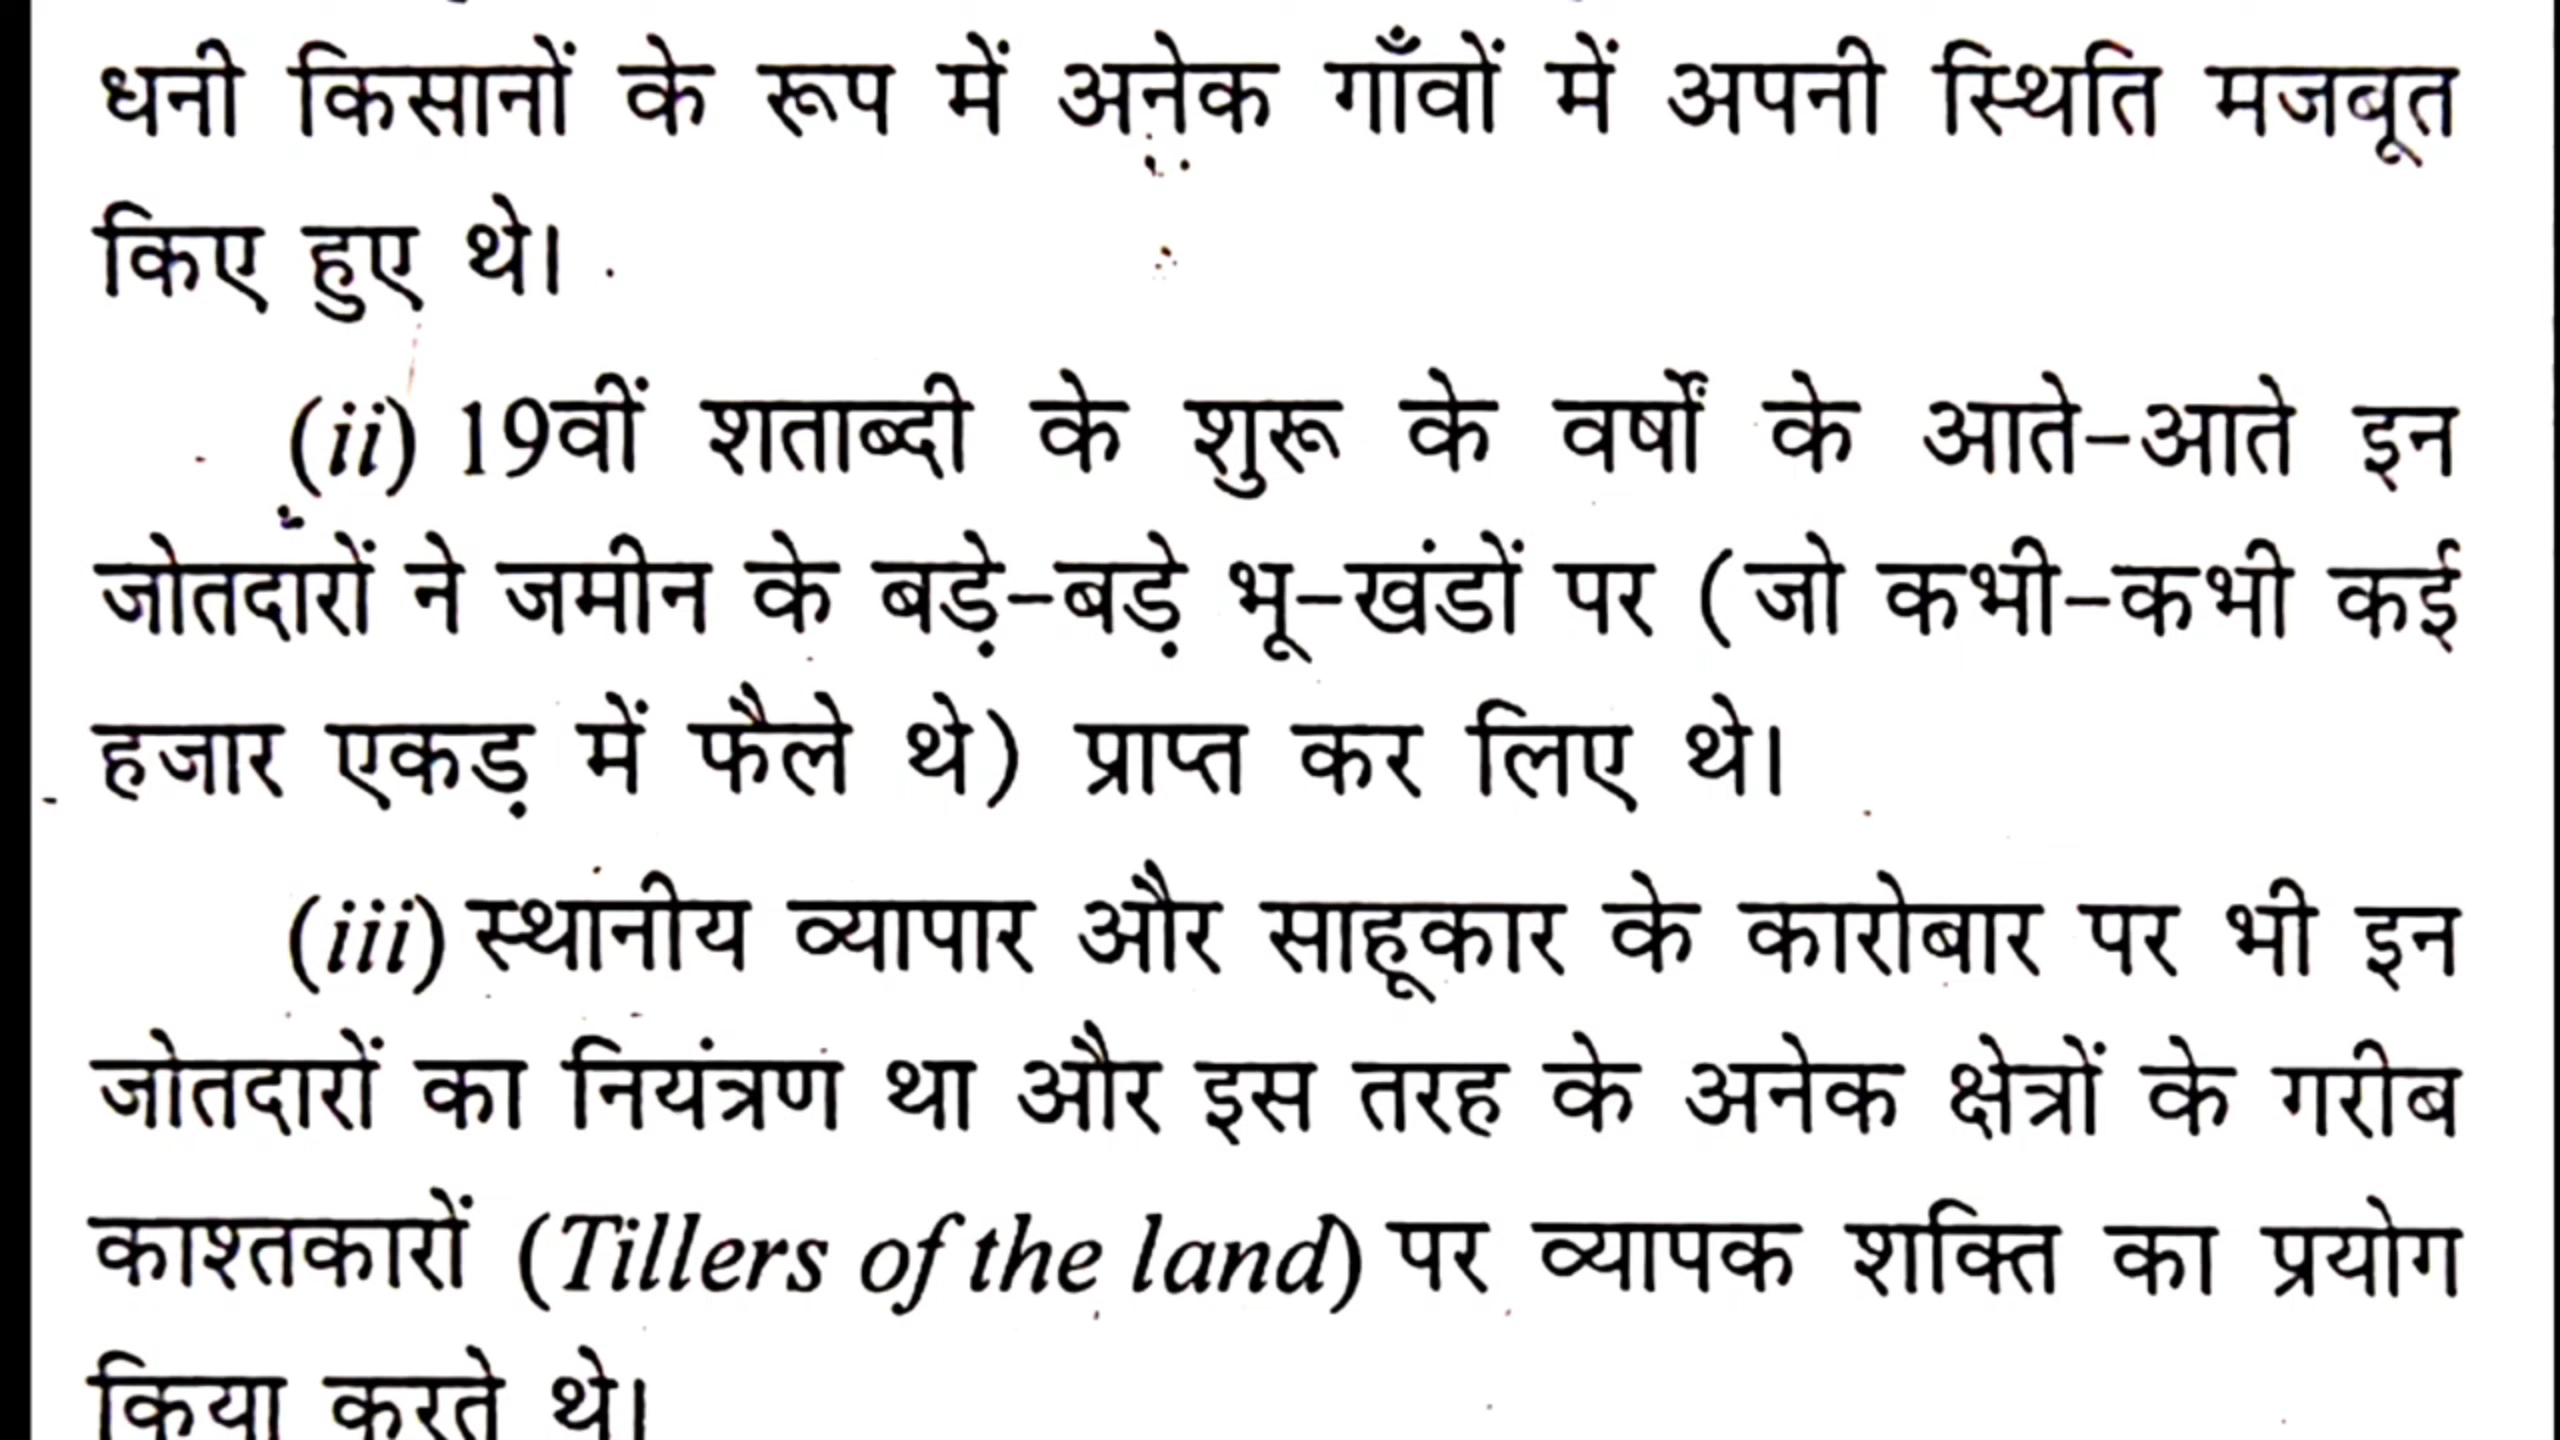 धनी किसानों के रूप में अनेक गाँवों में अपनी स्थिति मजबूत
किए हुए थे।
(ii) 19वीं शताब्दी के शुरू के वर्षों के आते-आते इन
जोतदारों ने जमीन के बड़े-बड़े भू-खंडों पर (जो कभी-कभी कई
हजार एकड़ में फैले थे) प्राप्त कर लिए थे।
(iii) स्थानीय व्यापार और साहूकार के कारोबार पर भी इन
जोतदारों का नियंत्रण था और इस तरह के अनेक क्षेत्रों के गरीब
काश्तकारों (Tillers of the land) पर व्यापक शक्ति का प्रयोग
किया करते थे।